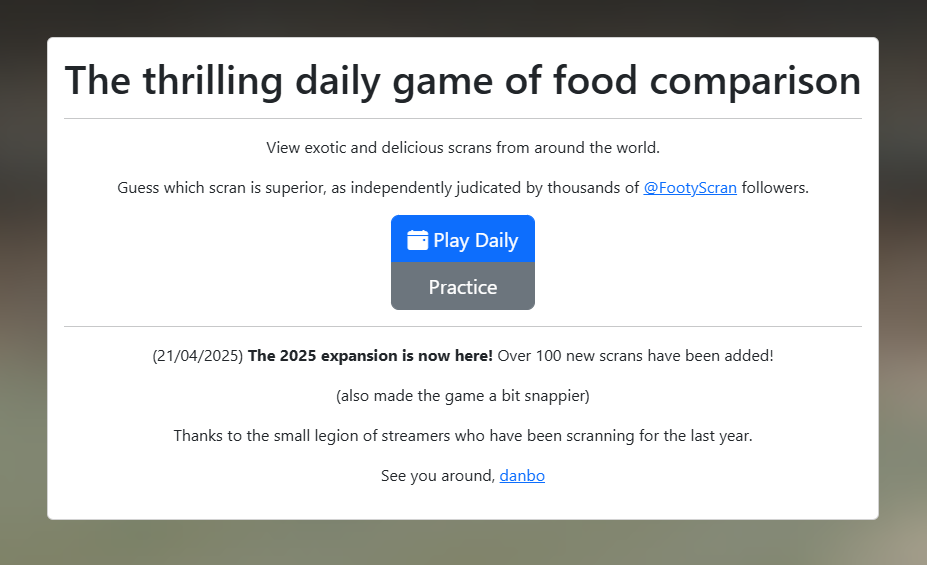 The thrilling daily game of food comparison
View exotic and delicious scrans from around the world.
Guess which scran is superior, as independently judicated by thousands of @FootyScran followers.
Play Daily
Practice
(21/04/2025) The 2025 expansion is now here! Over 100 new scrans have been added!
(also made the game a bit snappier)
Thanks to the small legion of streamers who have been scranning for the last year.
See you around, danbo